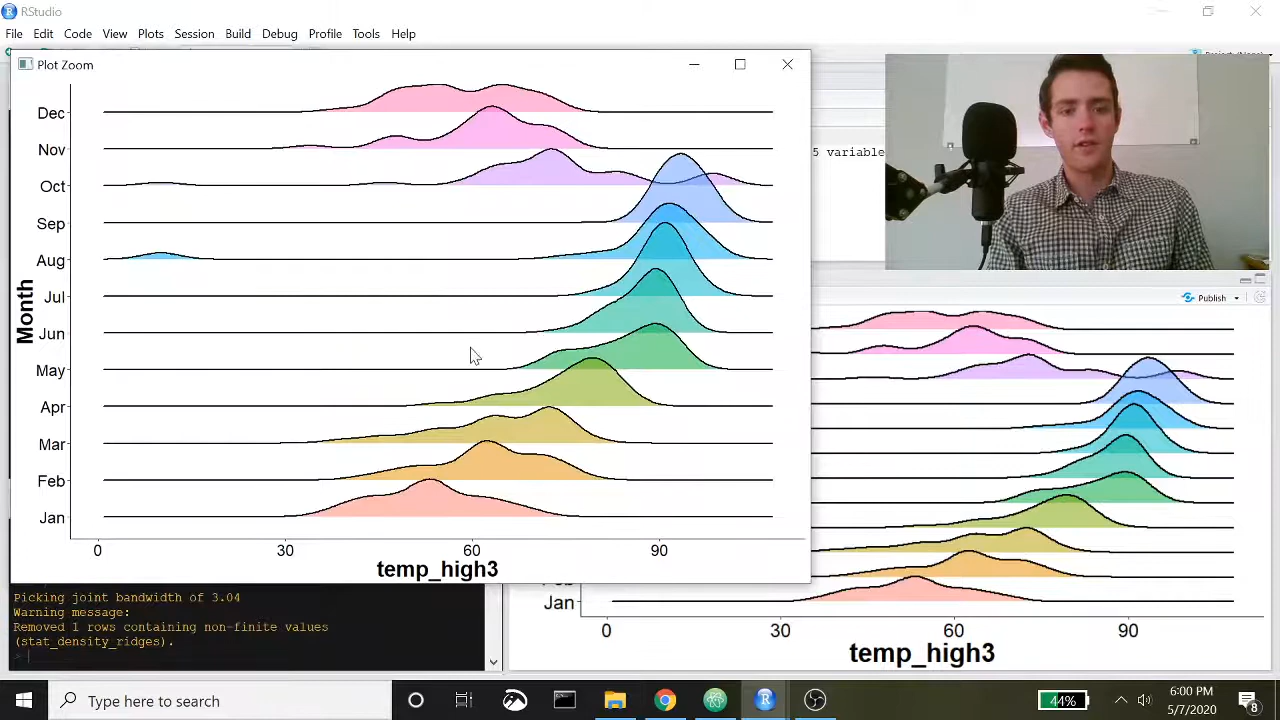 RStudio
File Edit Code View Plots Session Build Debug Profile Tools Help
Plot Zoom
Dec
Nov
Oct
Sep
Aug
Jul
Jun
May
Apr
Mar
Feb
Jan
Month
0 30 60 90
temp_high3
5 variable
Publish
Jan
0 30 60 90
temp_high3
Picking joint bandwidth of 3.04
Warning message:
Removed 1 rows containing non-finite values
(stat_density_ridges).
>
Type here to search
44%
6:00 PM
5/7/2020
8